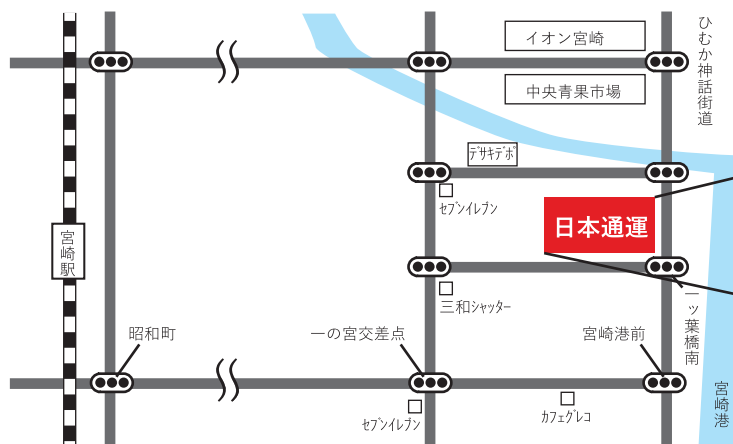 イオン宮崎
ひむか神話街道
中央青果市場
デサキデポ
セブンイレブン
日本通運
宮崎駅
三和シャッター
一ッ葉橋南
昭和町
一の宮交差点
宮崎港前
宮崎港
カフェグレコ
セブンイレブン